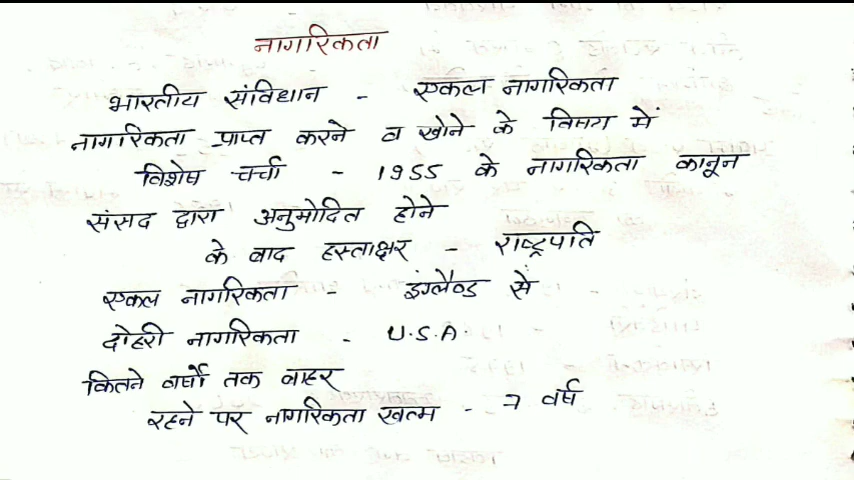 नागरिकता
भारतीय संविधान - एकल नागरिकता
नागरिकता प्राप्त करने व खोने के विषय में
विशेष चर्चा - 1955 के नागरिकता कानून
संसद द्वारा अनुमोदित होने
के बाद हस्ताक्षर - राष्ट्रपति
एकल नागरिकता - इंग्लैण्ड से
दोहरी नागरिकता - U.S.A
कितने वर्षों तक बाहर
रहने पर नागरिकता खत्म - 7 वर्ष